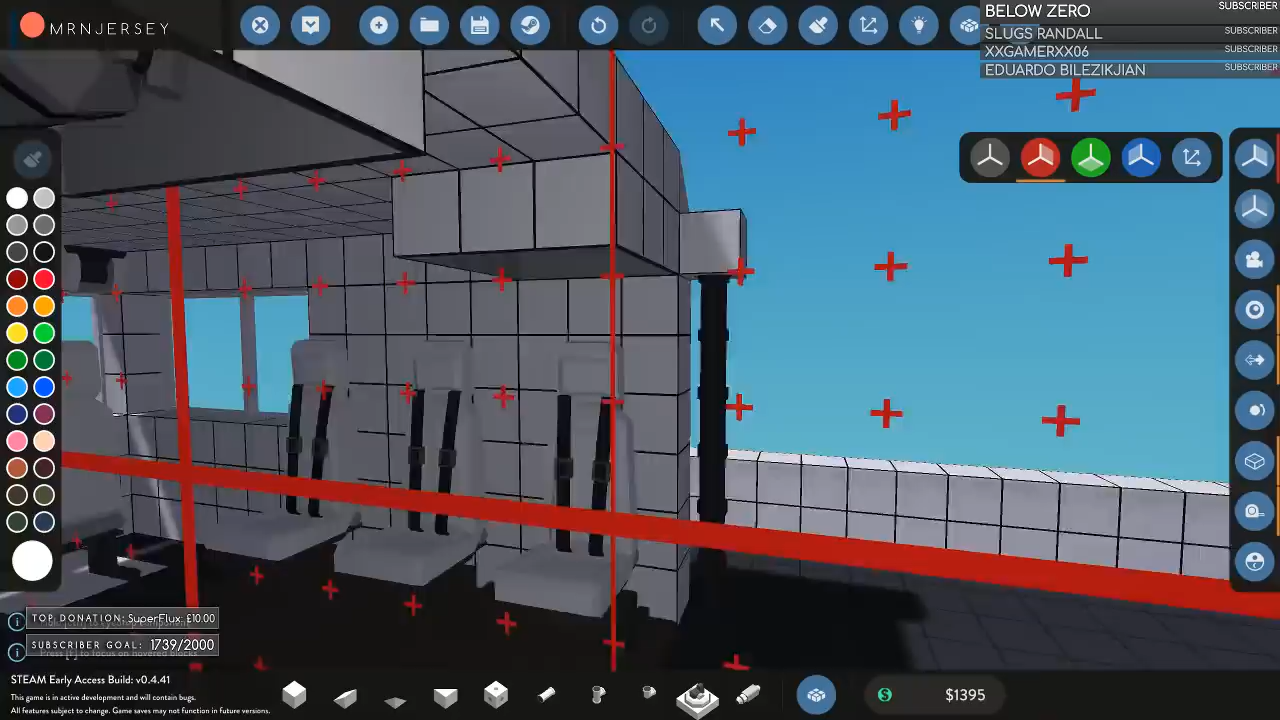 MRNJERSEY
BELOW ZERO SUBSCRIBER
SLUGS RANDALL SUBSCRIBER
XXGAMERXX06 SUBSCRIBER
EDUARDO BILEZIKJIAN SUBSCRIBER
TOP DONATION: SuperFlux: £10.00
SUBSCRIBER GOAL: 1739/2000
STEAM Early Access Build: v0.4.41
This game is in active development and will contain bugs.
All features subject to change. Game saves may not function in future versions.
$1395